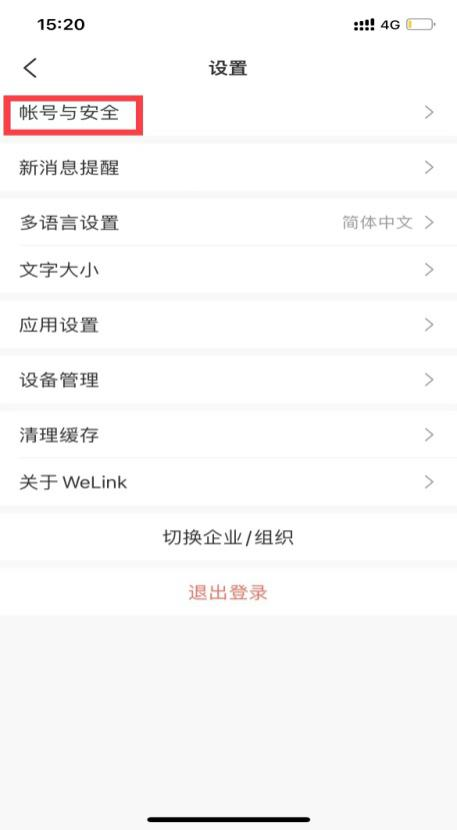 15:20 4G
设置
帐号与安全
新消息提醒
多语言设置 简体中文
文字大小
应用设置
设备管理
清理缓存
关于 WeLink
切换企业/组织
退出登录